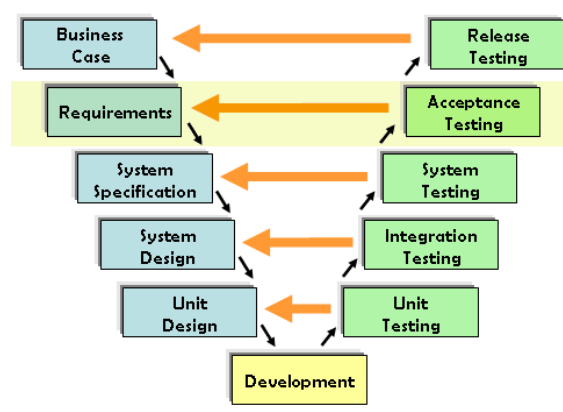 Business
Case
Release
Testing
Requirements
Acceptance
Testing
System
Specification
System
Testing
System
Design
Integration
Testing
Unit
Design
Unit
Testing
Development